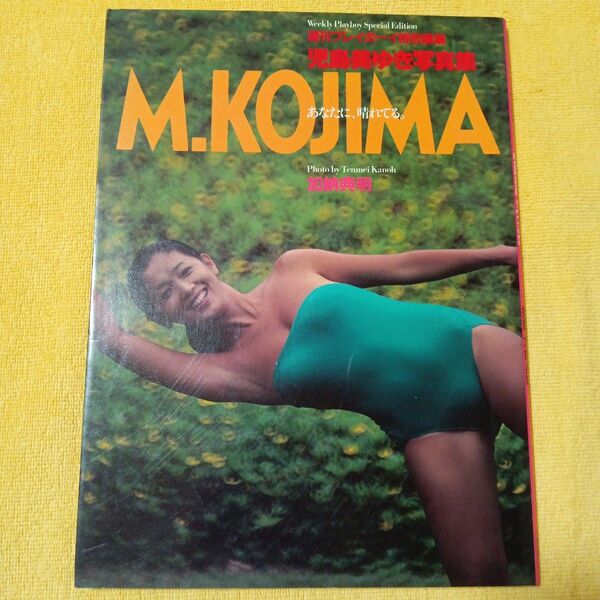 Weekly Playboy Special Edition
週刊プレイボーイ特別編集
児島美ゆき写真集
M.KOJIMA
あなたに、晴れてる。
Photo by Tenmei Kanoh
加納典明